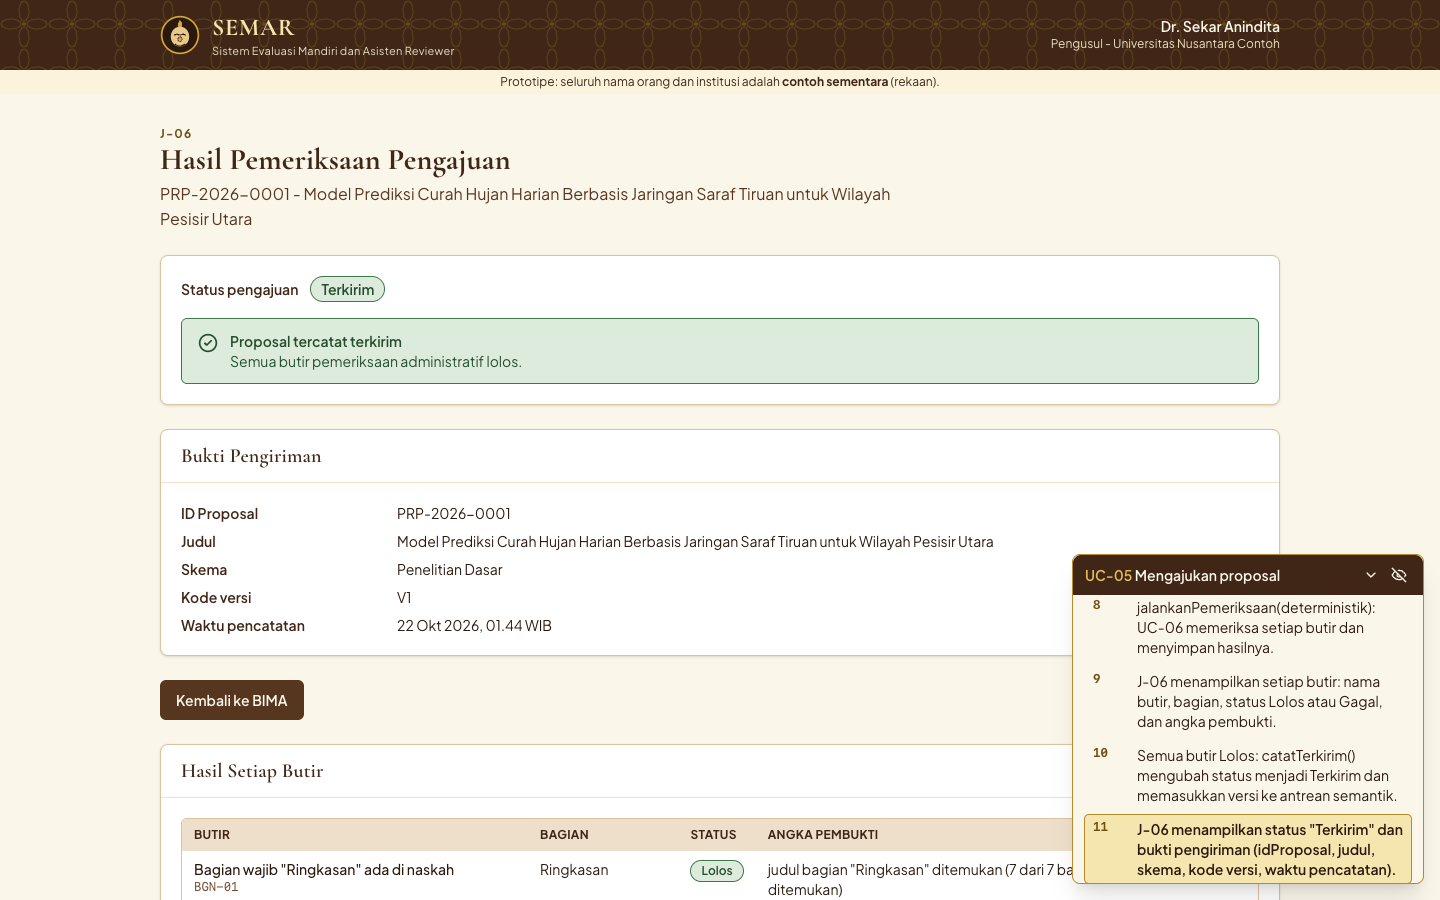 SEMAR
Sistem Evaluasi Mandiri dan Asisten Reviewer
Dr. Sekar Anindita
Pengusul - Universitas Nusantara Contoh
Prototipe: seluruh nama orang dan institusi adalah contoh sementara (rekaan).
J-06
Hasil Pemeriksaan Pengajuan
PRP-2026-0001 - Model Prediksi Curah Hujan Harian Berbasis Jaringan Saraf Tiruan untuk Wilayah
Pesisir Utara
Status pengajuan Terkirim
Proposal tercatat terkirim
Semua butir pemeriksaan administratif lolos.
Bukti Pengiriman
ID Proposal PRP-2026-0001
Judul Model Prediksi Curah Hujan Harian Berbasis Jaringan Saraf Tiruan untuk Wilayah Pesisir Utara
Skema Penelitian Dasar
Kode versi V1
Waktu pencatatan 22 Okt 2026, 01.44 WIB
Kembali ke BIMA
Hasil Setiap Butir
BUTIR BAGIAN STATUS ANGKA PEMBUKTI
Bagian wajib "Ringkasan" ada di naskah Ringkasan Lolos judul bagian "Ringkasan" ditemukan (7 dari 7 ba
BGN-01 ditemukan)
UC-05 Mengajukan proposal
8 jalankanPemeriksaan(deterministik):
UC-06 memeriksa setiap butir dan
menyimpan hasilnya.
9 J-06 menampilkan setiap butir: nama
butir, bagian, status Lolos atau Gagal,
dan angka pembukti.
10 Semua butir Lolos: catatTerkirim()
mengubah status menjadi Terkirim dan
memasukkan versi ke antrean semantik.
11 J-06 menampilkan status "Terkirim" dan
bukti pengiriman (idProposal, judul,
skema, kode versi, waktu pencatatan).